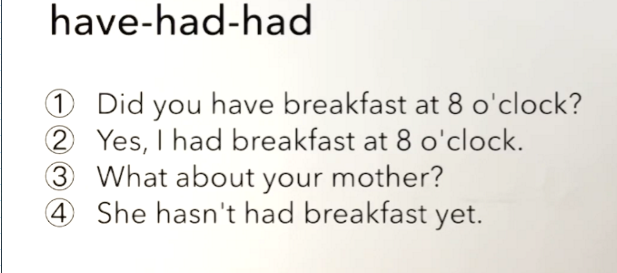 have-had-had
① Did you have breakfast at 8 o'clock?
② Yes, I had breakfast at 8 o'clock.
③ What about your mother?
④ She hasn't had breakfast yet.